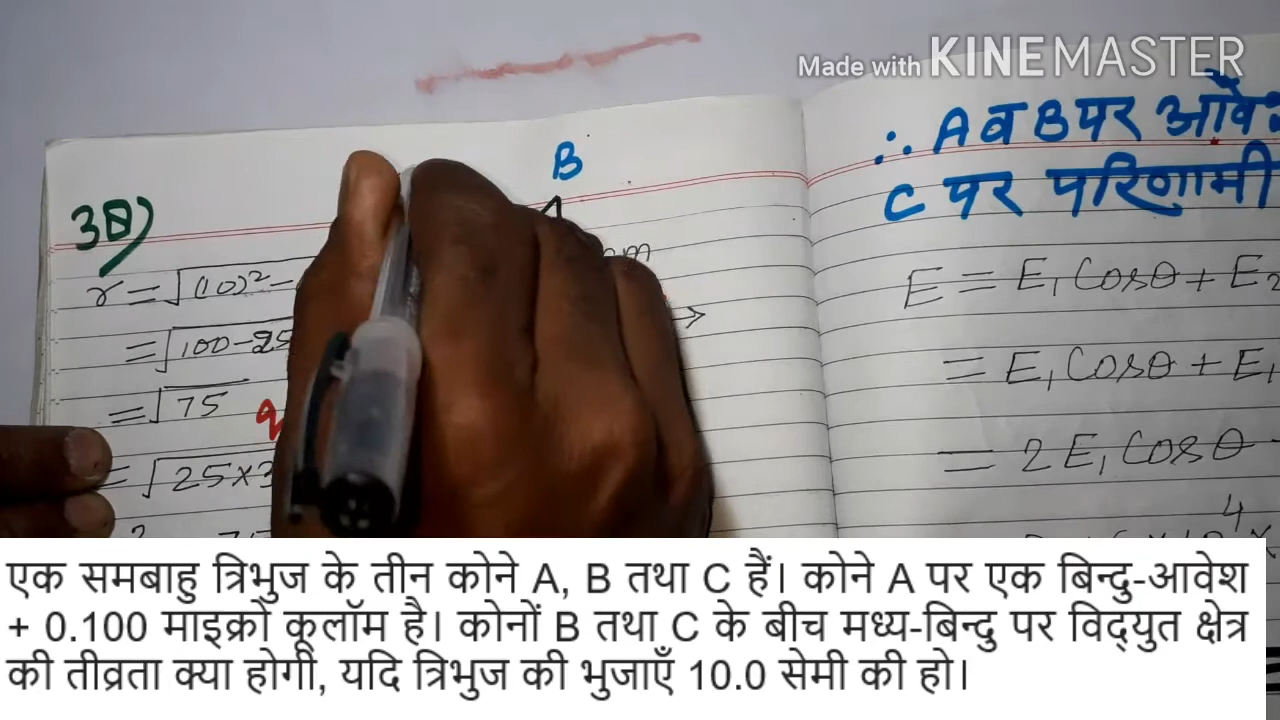 Made with KINEMASTER
B
∴ A व B पर
C पर परिणामी
r = √(10)² -
= √100-25
= √75
= √25×3
m
E = E₁ Cosθ + E₂
= E₁ Cosθ + E₁
= 2 E₁ Cosθ
4
एक समबाहु त्रिभुज के तीन कोने A, B तथा C हैं। कोने A पर एक बिन्दु-आवेश
+ 0.100 माइक्रो कूलॉम है। कोनों B तथा C के बीच मध्य-बिन्दु पर विद्युत क्षेत्र
की तीव्रता क्या होगी, यदि त्रिभुज की भुजाएँ 10.0 सेमी की हो।